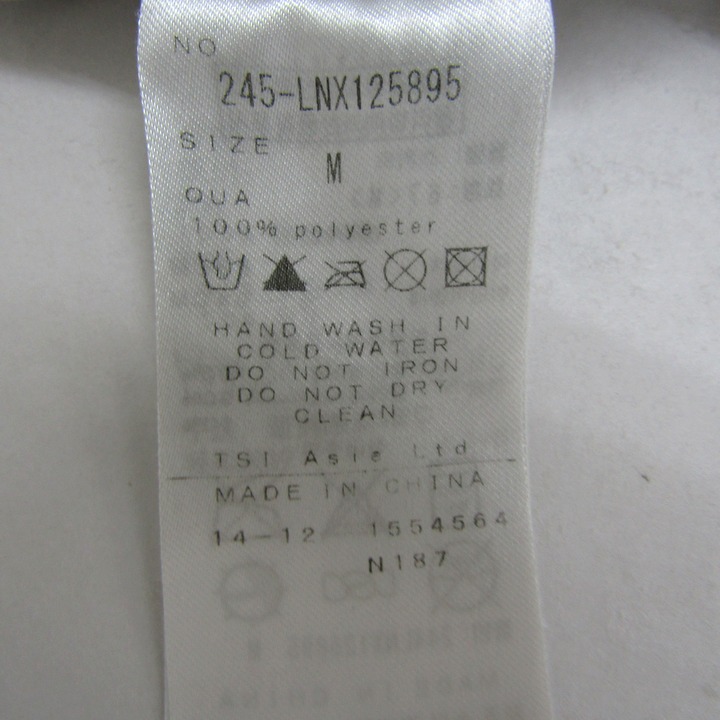 NO
245-LNX125895
SIZE
M
QUA
100% polyester
HAND WASH IN
COLD WATER
DO NOT IRON
DO NOT DRY
CLEAN
TSI Asia Ltd
MADE IN CHINA
14-12 1554564
N187